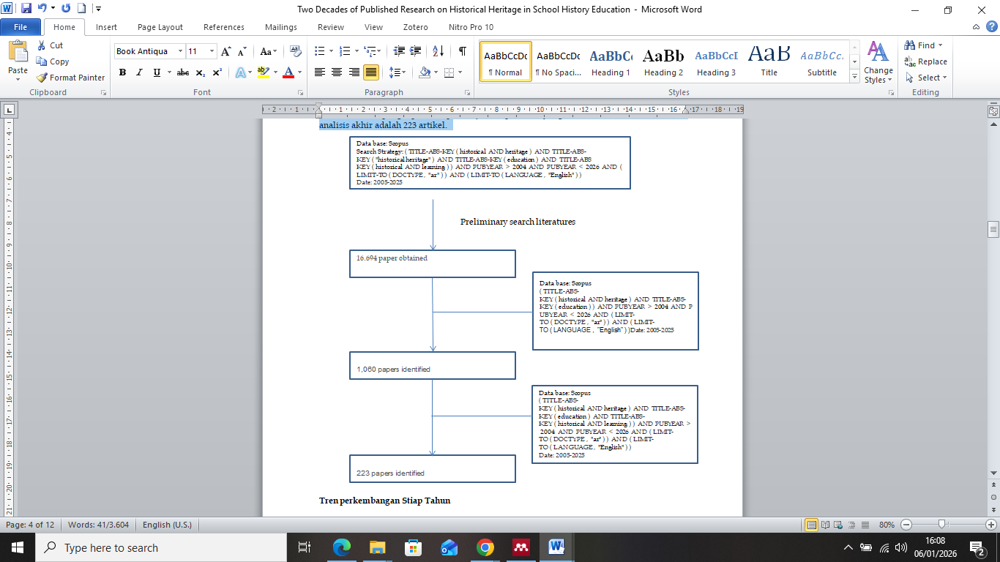 Two Decades of Published Research on Historical Heritage in School History Education - Microsoft Word
File Home Insert Page Layout References Mailings Review View Zotero Nitro Pro 10
Paste
Cut
Copy
Format Painter
Clipboard
Book Antiqua 11
Font
Paragraph
AaBbCcDc AaBbCcDc AaBbCc AaBb AaBbCcI AaB AaBbCc.
¶ Normal ¶ No Spaci... Heading 1 Heading 2 Heading 3 Title Subtitle
Change Styles
Styles
Find
Replace
Select
Editing
analisis akhir adalah 223 artikel.
Data base: Scopus
Search Strategy: ( TITLE-ABS-KEY ( historical AND heritage ) AND TITLE-ABS-
KEY ( "historical heritage" ) AND TITLE-ABS-KEY ( education ) AND TITLE-ABS
KEY ( historical AND learning ) ) AND PUBYEAR > 2004 AND PUBYEAR < 2026 AND (
LIMIT-TO ( DOCTYPE , "ar" ) ) AND ( LIMIT-TO ( LANGUAGE , "English" ) )
Date: 2005-2025
Preliminary search literatures
16.694 paper obtained
Data base: Scopus
( TITLE-ABS-
KEY ( historical AND heritage ) AND TITLE-ABS-
KEY ( education ) ) AND PUBYEAR > 2004 AND P
UBYEAR < 2026 AND ( LIMIT-
TO ( DOCTYPE , "ar" ) ) AND ( LIMIT-
TO ( LANGUAGE , "English" ) )Date: 2005-2025
1,060 papers identified
Data base: Scopus
( TITLE-ABS-
KEY ( historical AND heritage ) AND TITLE-ABS-
KEY ( education ) AND TITLE-ABS-
KEY ( historical AND learning ) ) AND PUBYEAR >
2004 AND PUBYEAR < 2026 AND ( LIMIT-
TO ( DOCTYPE , "ar" ) ) AND ( LIMIT-
TO ( LANGUAGE , "English" ) )
Date: 2005-2025
223 papers identified
Tren perkembangan Stiap Tahun
Page: 4 of 12 Words: 41/3.604 English (U.S.) 80%
Type here to search
16:08
06/01/2026
2